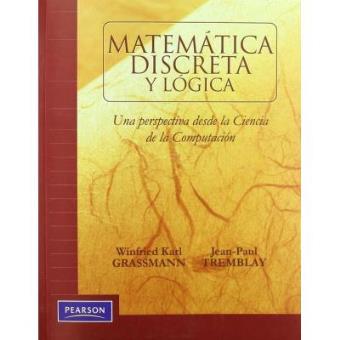 MATEMÁTICA
DISCRETA
Y LÓGICA
Una perspectiva desde la Ciencia
de la Computación
Winfried Karl
GRASSMANN
Jean-Paul
TREMBLAY
PEARSON